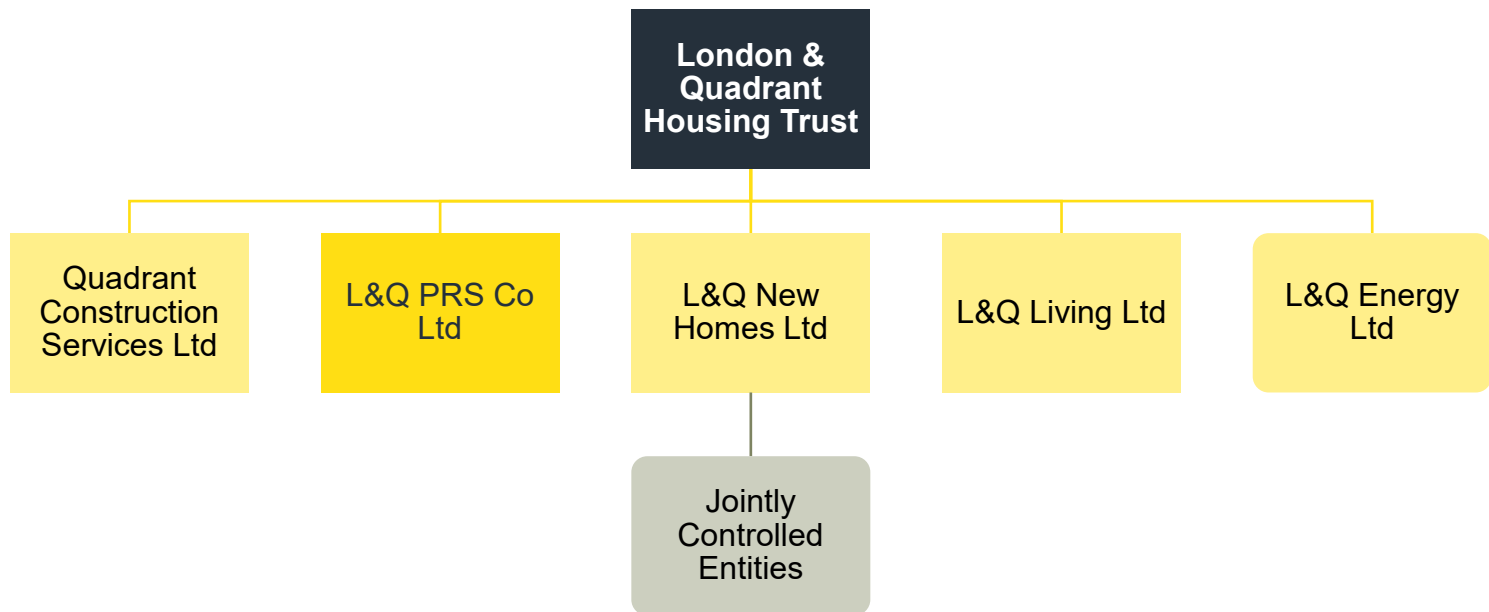 London &
Quadrant
Housing Trust
Quadrant
Construction
Services Ltd
L&Q PRS Co
Ltd
L&Q New
Homes Ltd
L&Q Living Ltd
L&Q Energy
Ltd
Jointly
Controlled
Entities